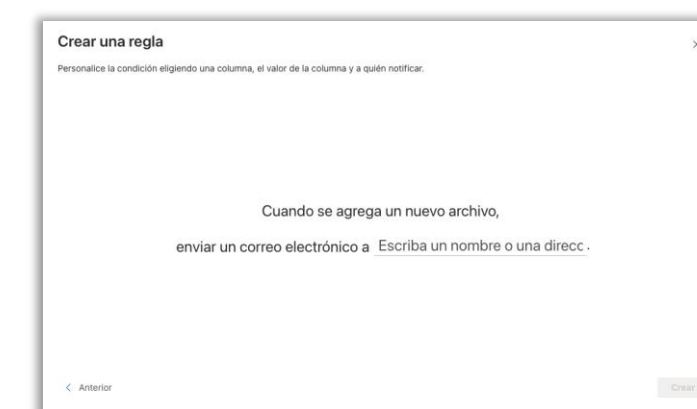 Crear una regla
Personalice la condición eligiendo una columna, el valor de la columna y a quién notificar.
Cuando se agrega un nuevo archivo,
enviar un correo electrónico a Escriba un nombre o una direcc.
Anterior
Crear